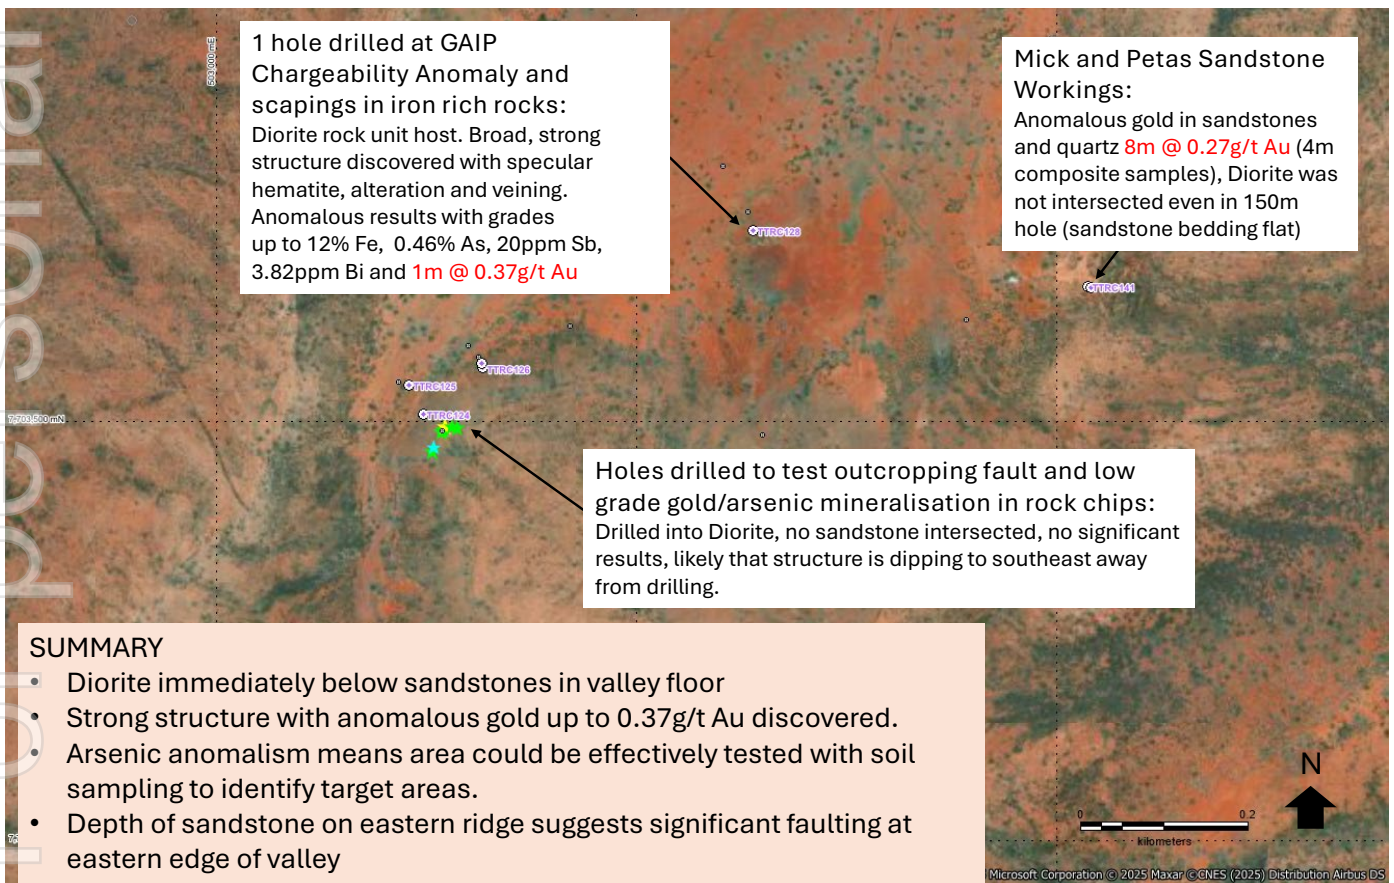 1 hole drilled at GAIP
Chargeability Anomaly and
scapings in iron rich rocks:
Diorite rock unit host. Broad, strong
structure discovered with specular
hematite, alteration and veining.
Anomalous results with grades
up to 12% Fe, 0.46% As, 20ppm Sb,
3.82ppm Bi and 1m @ 0.37g/t Au
Mick and Petas Sandstone
Workings:
Anomalous gold in sandstones
and quartz 8m @ 0.27g/t Au (4m
composite samples), Diorite was
not intersected even in 150m
hole (sandstone bedding flat)
TTRC128
TTRC141
TTRC126
TTRC125
TTRC124
7,703,500 mN
Holes drilled to test outcropping fault and low
grade gold/arsenic mineralisation in rock chips:
Drilled into Diorite, no sandstone intersected, no significant
results, likely that structure is dipping to southeast away
from drilling.
SUMMARY
• Diorite immediately below sandstones in valley floor
• Strong structure with anomalous gold up to 0.37g/t Au discovered.
• Arsenic anomalism means area could be effectively tested with soil
sampling to identify target areas.
• Depth of sandstone on eastern ridge suggests significant faulting at
eastern edge of valley
N
0 0.2
kilometers
Microsoft Corporation © 2025 Maxar ©CNES (2025) Distribution Airbus DS